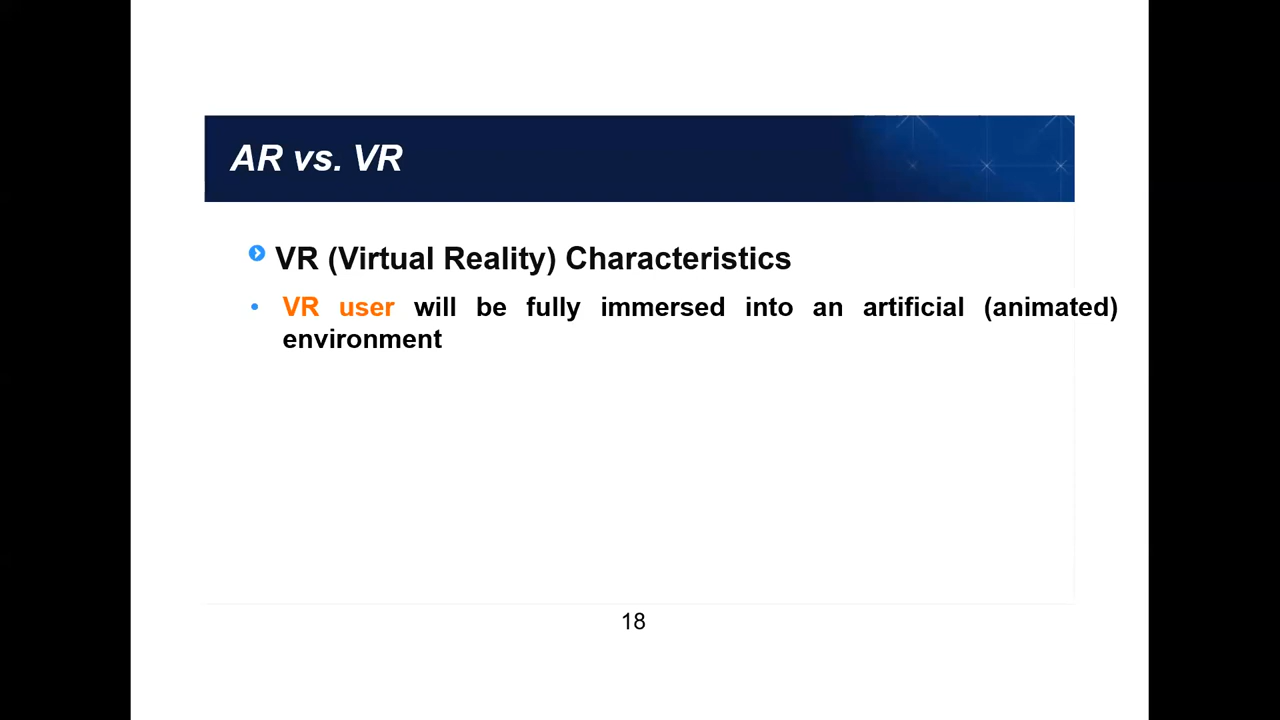 AR vs. VR
VR (Virtual Reality) Characteristics
• VR user will be fully immersed into an artificial (animated)
environment
18